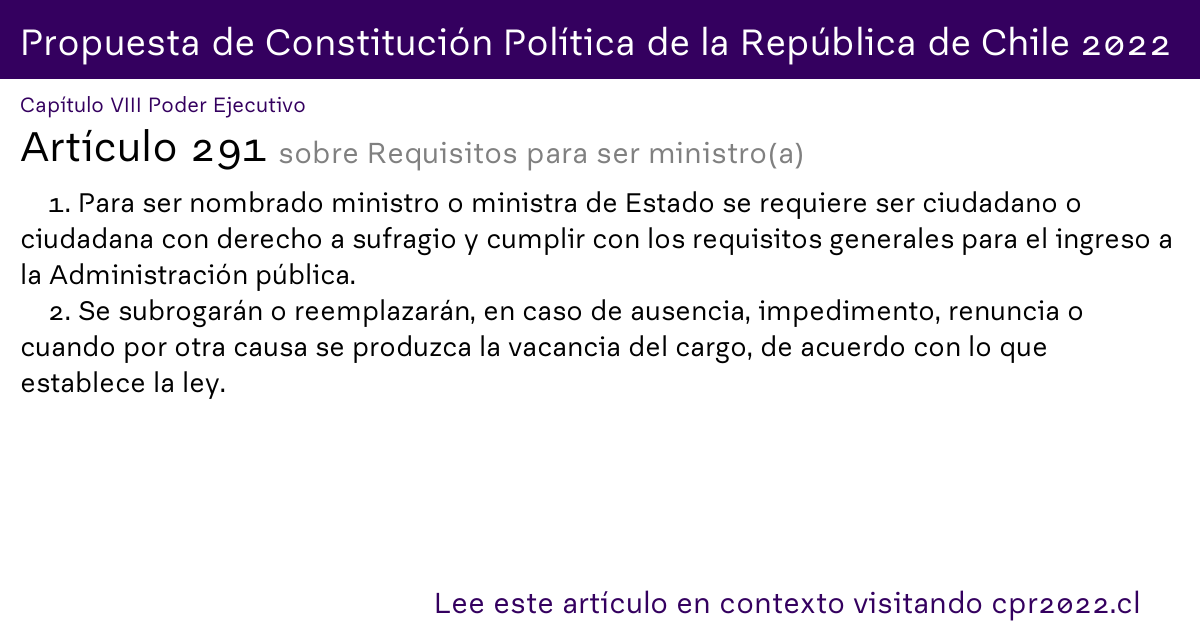 Propuesta de Constitución Política de la República de Chile 2022
Capítulo VIII Poder Ejecutivo
Artículo 291 sobre Requisitos para ser ministro(a)
1. Para ser nombrado ministro o ministra de Estado se requiere ser ciudadano o
ciudadana con derecho a sufragio y cumplir con los requisitos generales para el ingreso a
la Administración pública.
2. Se subrogarán o reemplazarán, en caso de ausencia, impedimento, renuncia o
cuando por otra causa se produzca la vacancia del cargo, de acuerdo con lo que
establece la ley.
Lee este artículo en contexto visitando cpr2022.cl